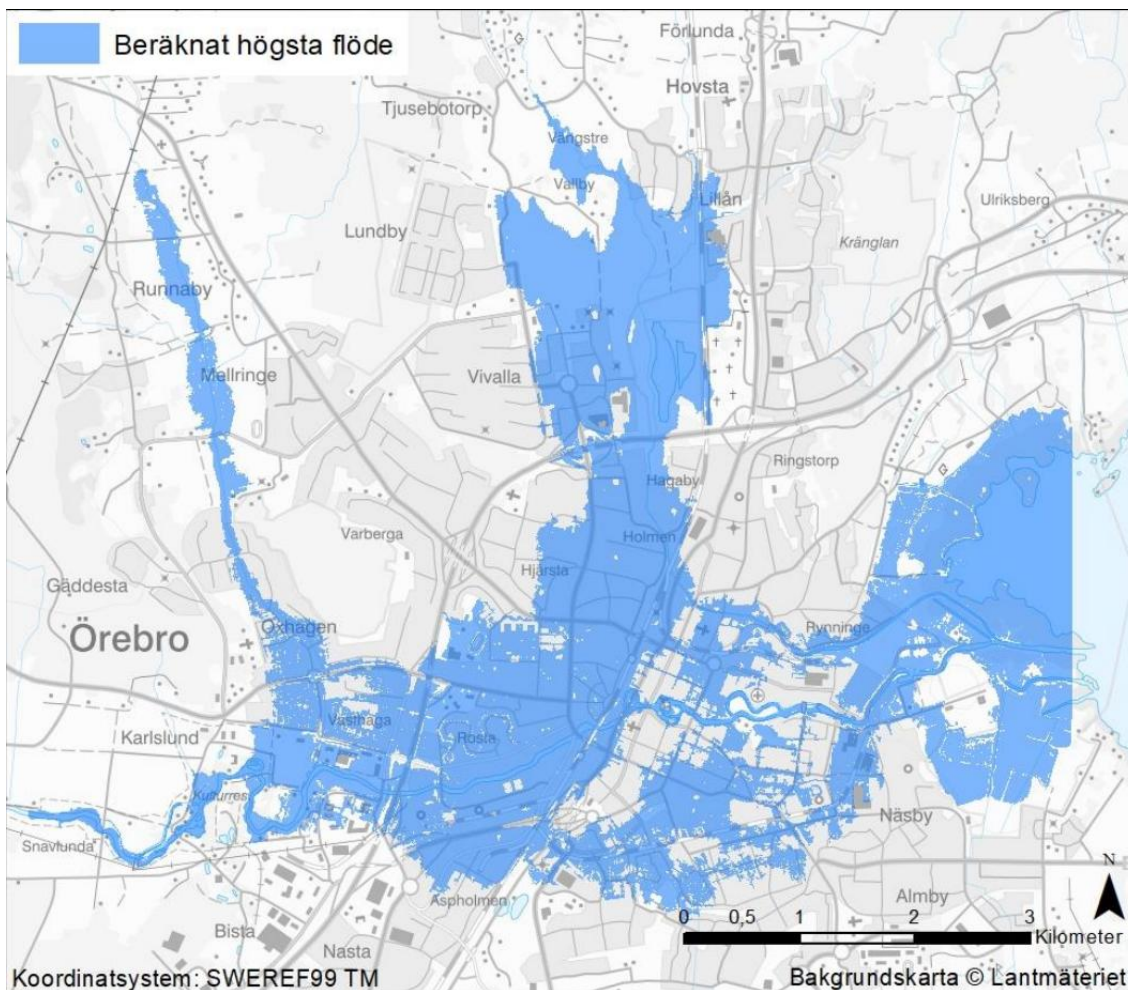 Beräknat högsta flöde
Förlunda
Hovsta
Tjusebotorp
Vångstre
Vallby
Lillån
Ulriksberg
Lundby
Kränglan
Runnaby
Mellringe
Vivalla
Ringstorp
Hagaby
Varberga
Holmen
Hjärsta
Gäddesta
Oxhagen
Rynninge
Örebro
Västhaga
Karlslund
Rosta
Kulturres
Näsby
Snavlunda
Aspholmen
Almby
N
Bista
Nasta
0 0,5 1 2 3
Kilometer
Koordinatsystem: SWEREF99 TM
Bakgrundskarta © Lantmäteriet